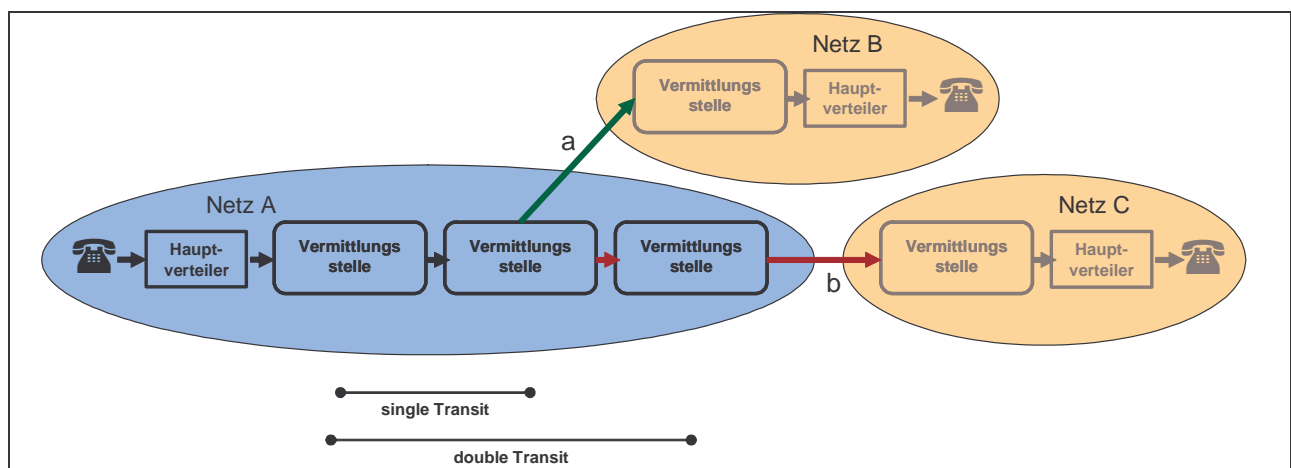 Netz B
Vermittlungs
stelle
Haupt-
verteiler
a
Netz A
Haupt-
verteiler
Vermittlungs
stelle
Vermittlungs
stelle
Vermittlungs
stelle
b
Netz C
Vermittlungs
stelle
Haupt-
verteiler
single Transit
double Transit